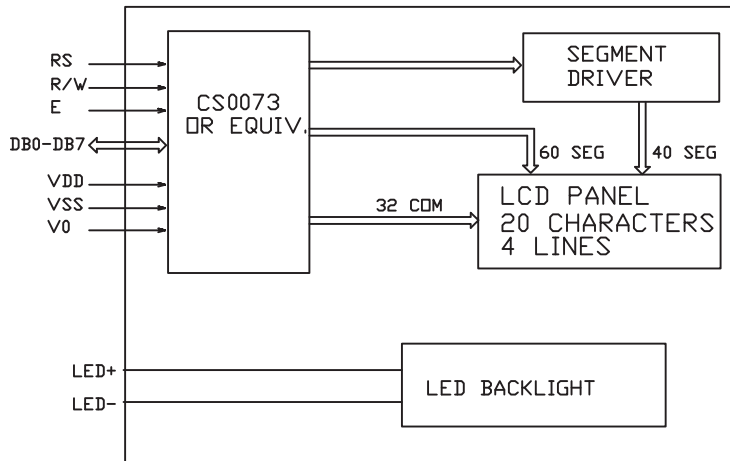 RS
R/W
E
DB0-DB7
VDD
VSS
V0
CS0073
OR EQUIV.
SEGMENT
DRIVER
60 SEG
40 SEG
32 COM
LCD PANEL
20 CHARACTERS
4 LINES
LED+
LED-
LED BACKLIGHT